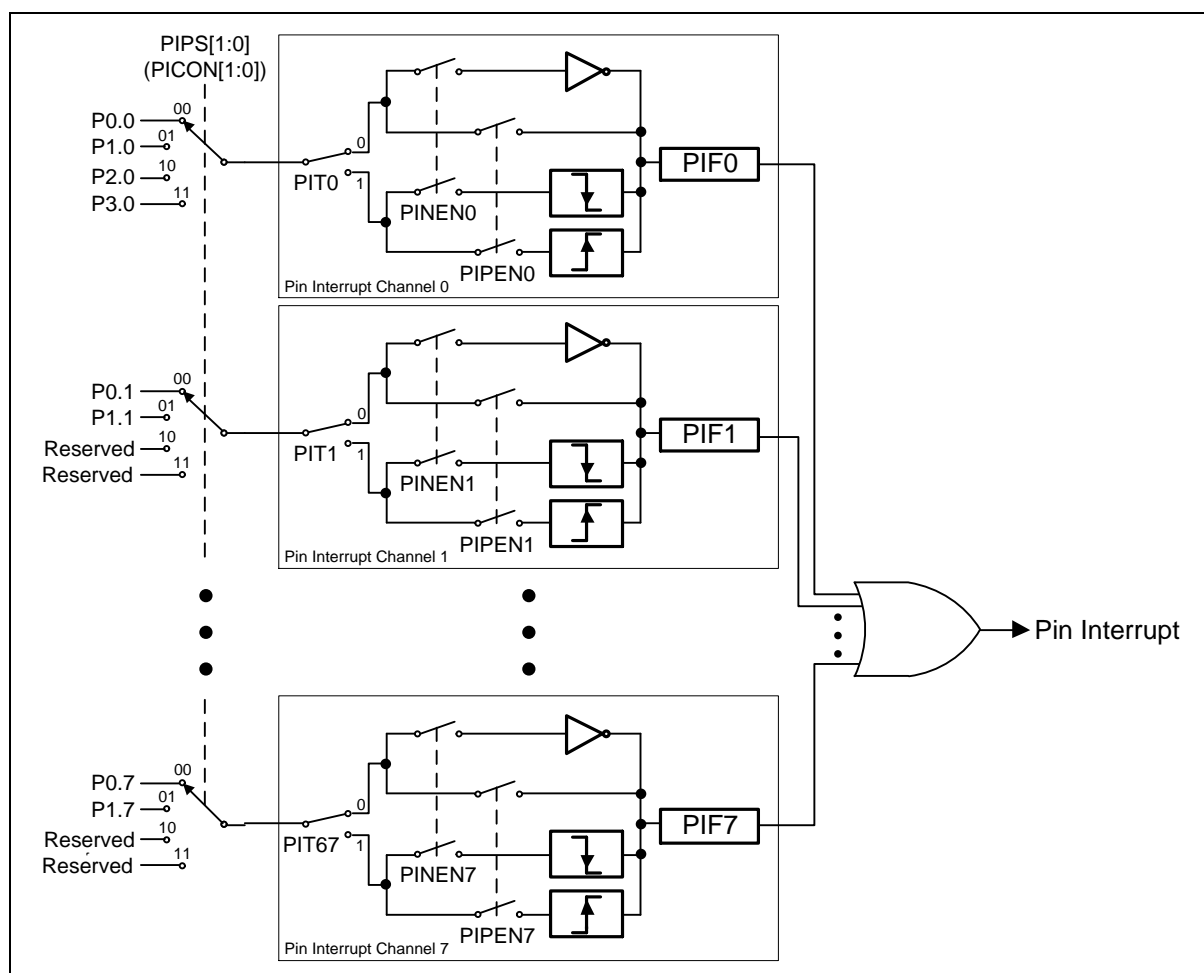 PIPS[1:0]
(PICON[1:0])
P0.0
00
P1.0
01
P2.0
10
P3.0
11
PIT0
0
1
PINEN0
PIPEN0
PIF0
Pin Interrupt Channel 0
P0.1
00
P1.1
01
Reserved
10
Reserved
11
PIT1
0
1
PINEN1
PIPEN1
PIF1
Pin Interrupt Channel 1
Pin Interrupt
P0.7
00
P1.7
01
Reserved
10
Reserved
11
PIT67
0
1
PINEN7
PIPEN7
PIF7
Pin Interrupt Channel 7